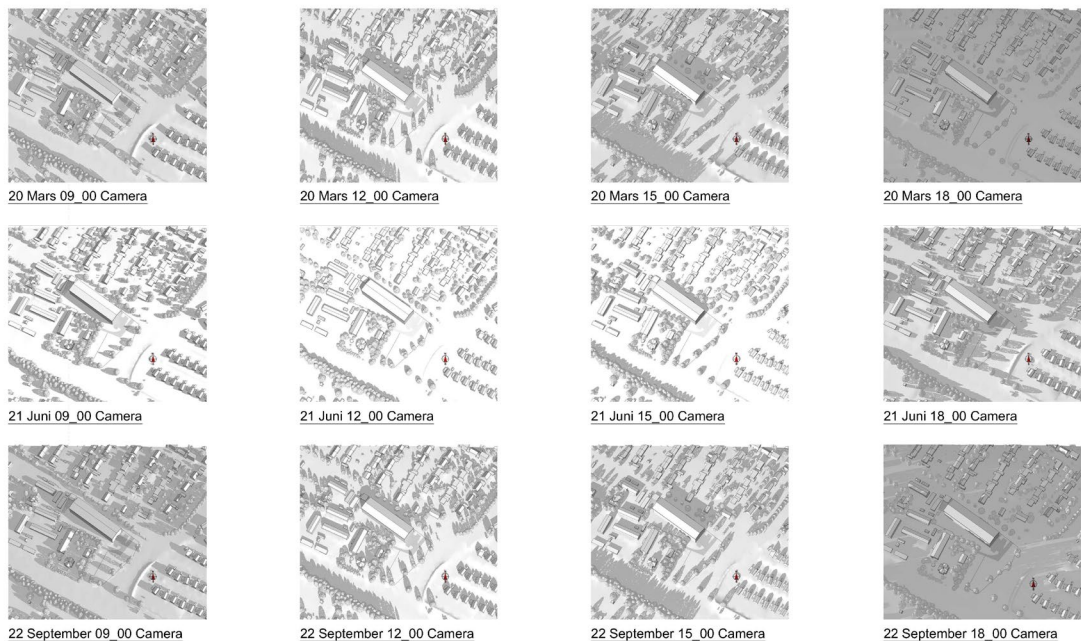 20 Mars 09_00 Camera
20 Mars 12_00 Camera
20 Mars 15_00 Camera
20 Mars 18_00 Camera
21 Juni 09_00 Camera
21 Juni 12_00 Camera
21 Juni 15_00 Camera
21 Juni 18_00 Camera
22 September 09_00 Camera
22 September 12_00 Camera
22 September 15_00 Camera
22 September 18_00 Camera